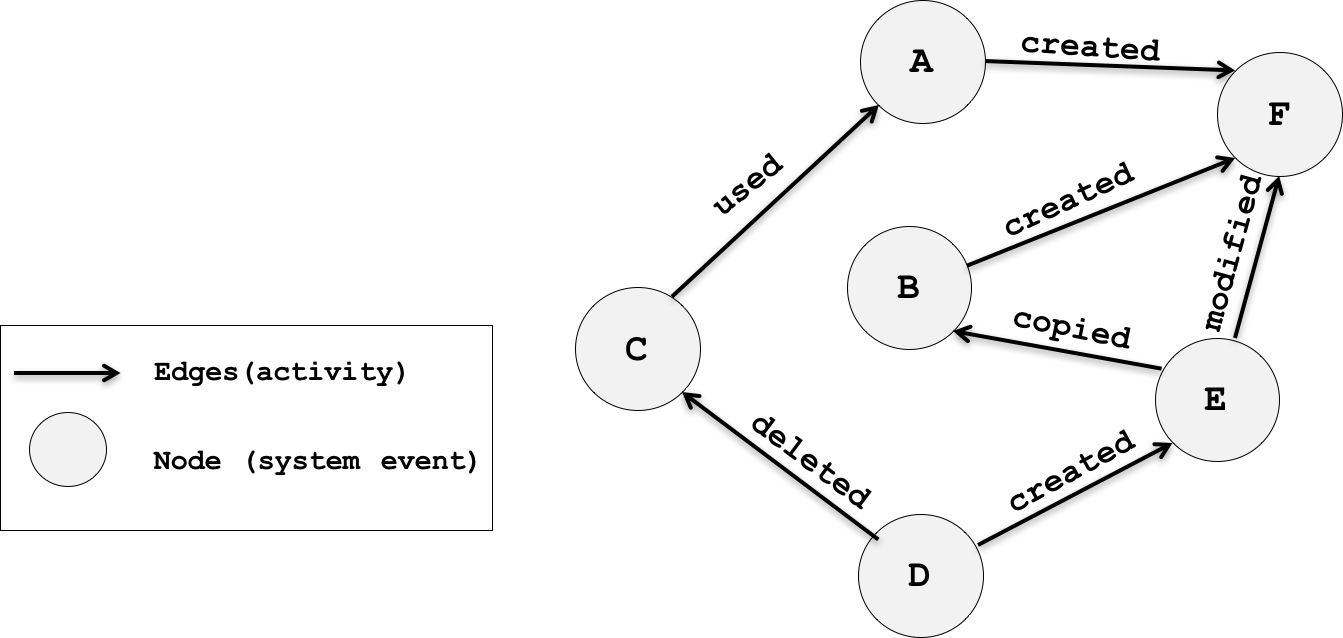 A
created
F
used
created
modified
B
copied
C
E
deleted
created
D
Edges(activity)
Node (system event)